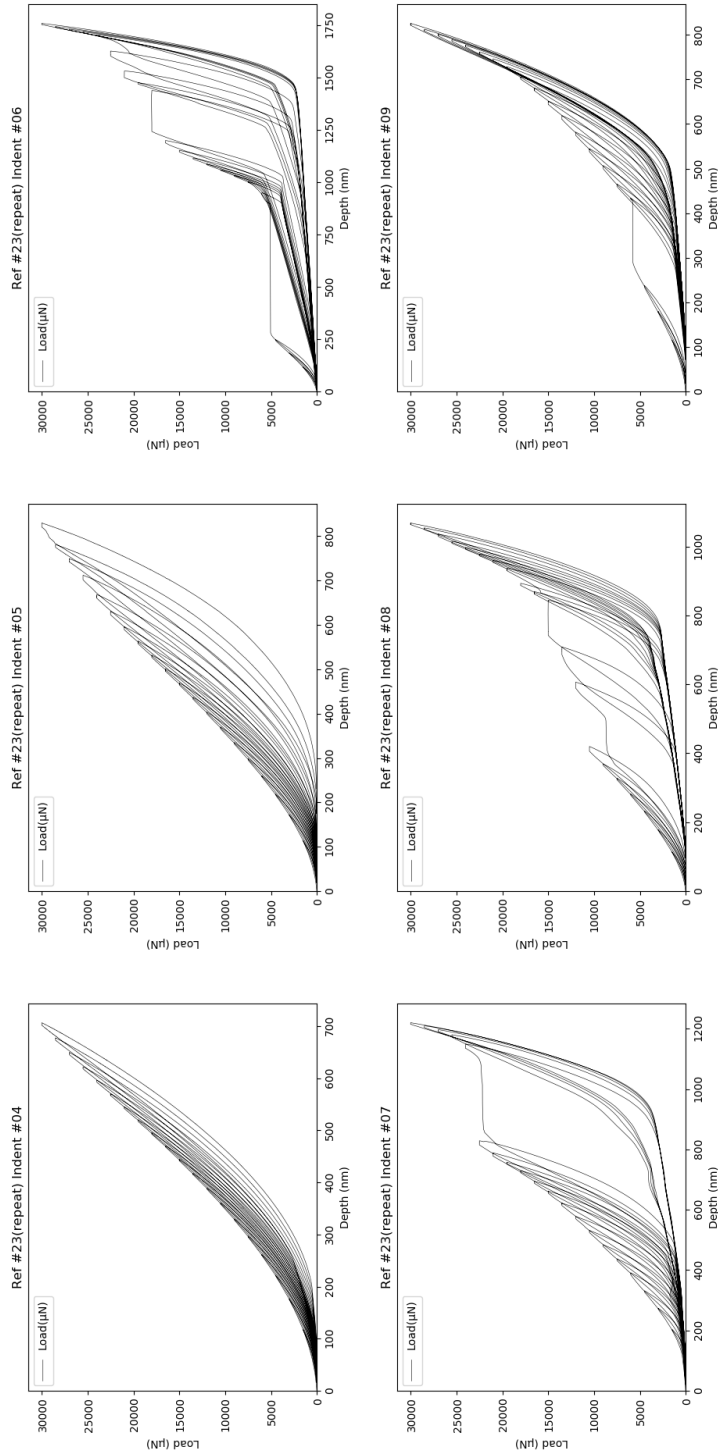 Ref #23(repeat) Indent #04
Load(µN)
30000
25000
20000
15000
10000
5000
0
Load (µN)
0 100 200 300 400 500 600 700
Depth (nm)
Ref #23(repeat) Indent #05
Load(µN)
30000
25000
20000
15000
10000
5000
0
Load (µN)
0 100 200 300 400 500 600 700 800
Depth (nm)
Ref #23(repeat) Indent #06
Load(µN)
30000
25000
20000
15000
10000
5000
0
Load (µN)
0 250 500 750 1000 1250 1500 1750
Depth (nm)
Ref #23(repeat) Indent #07
Load(µN)
30000
25000
20000
15000
10000
5000
0
Load (µN)
0 200 400 600 800 1000 1200
Depth (nm)
Ref #23(repeat) Indent #08
Load(µN)
30000
25000
20000
15000
10000
5000
0
Load (µN)
0 200 400 600 800 1000
Depth (nm)
Ref #23(repeat) Indent #09
Load(µN)
30000
25000
20000
15000
10000
5000
0
Load (µN)
0 100 200 300 400 500 600 700 800
Depth (nm)